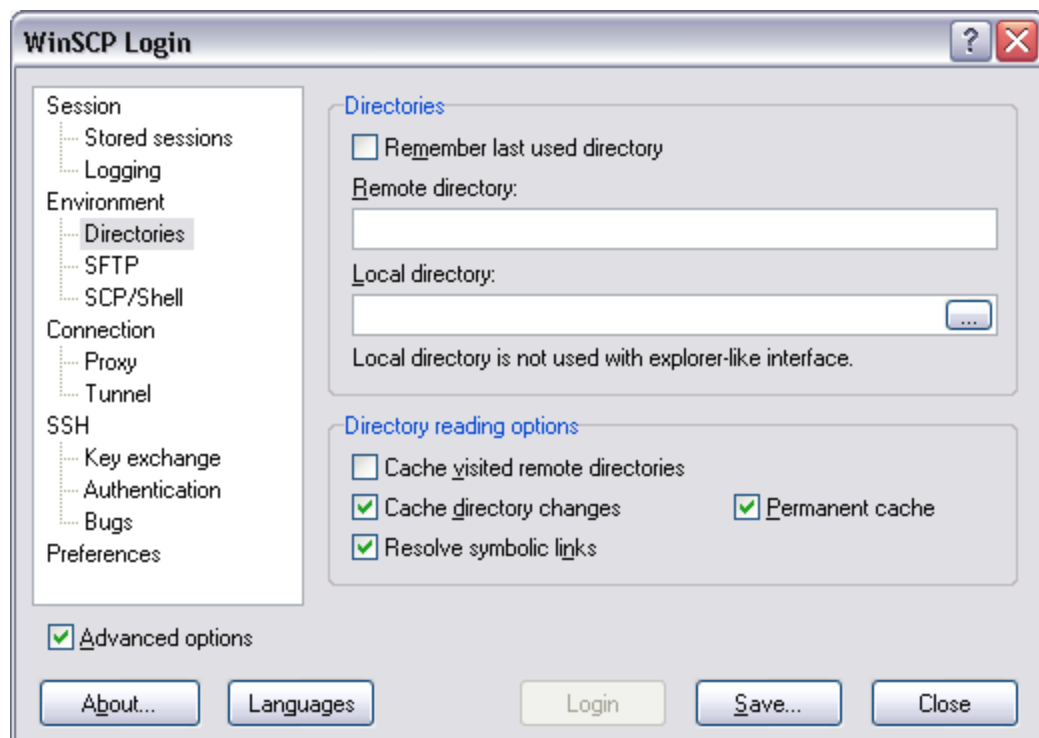 WinSCP Login
Session
Stored sessions
Logging
Environment
Directories
SFTP
SCP/Shell
Connection
Proxy
Tunnel
SSH
Key exchange
Authentication
Bugs
Preferences
Advanced options
Directories
Remember last used directory
Remote directory:
Local directory:
...
Local directory is not used with explorer-like interface.
Directory reading options
Cache visited remote directories
Cache directory changes
Permanent cache
Resolve symbolic links
About...
Languages
Login
Save...
Close